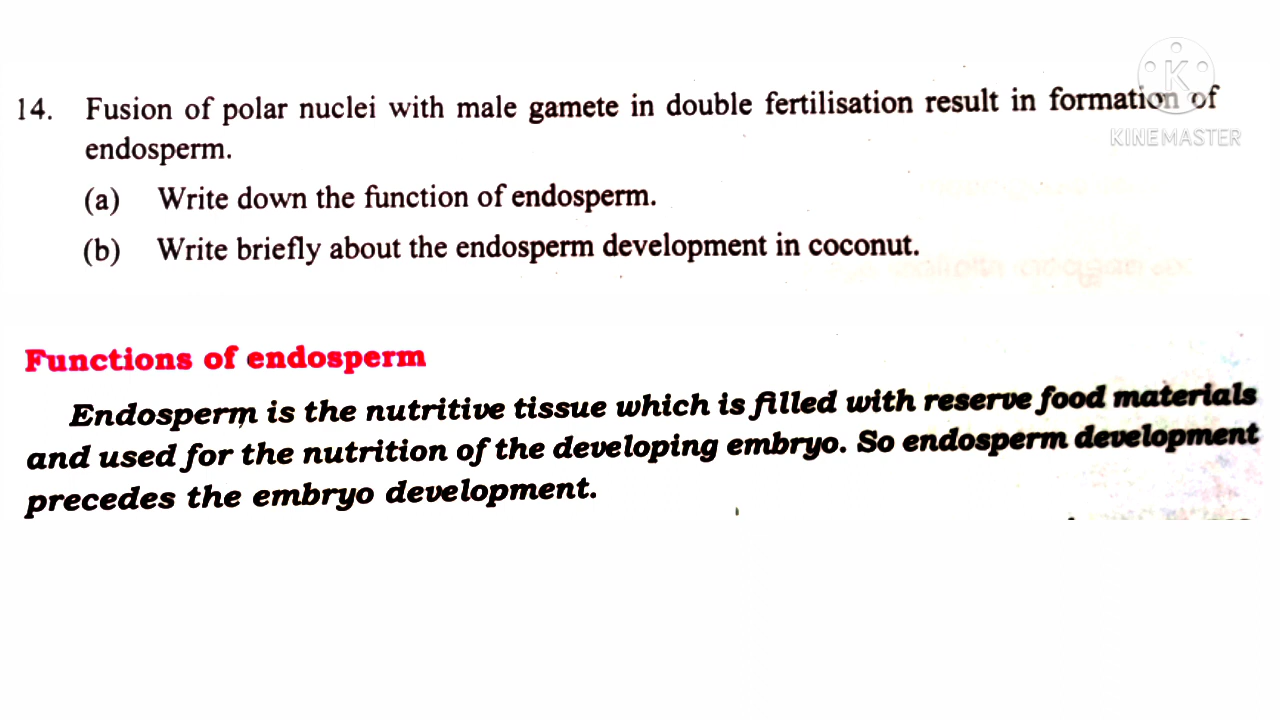 14. Fusion of polar nuclei with male gamete in double fertilisation result in formation of
endosperm.
(a) Write down the function of endosperm.
(b) Write briefly about the endosperm development in coconut.
KINEMASTER
Functions of endosperm
Endosperm is the nutritive tissue which is filled with reserve food materials
and used for the nutrition of the developing embryo. So endosperm development
precedes the embryo development.